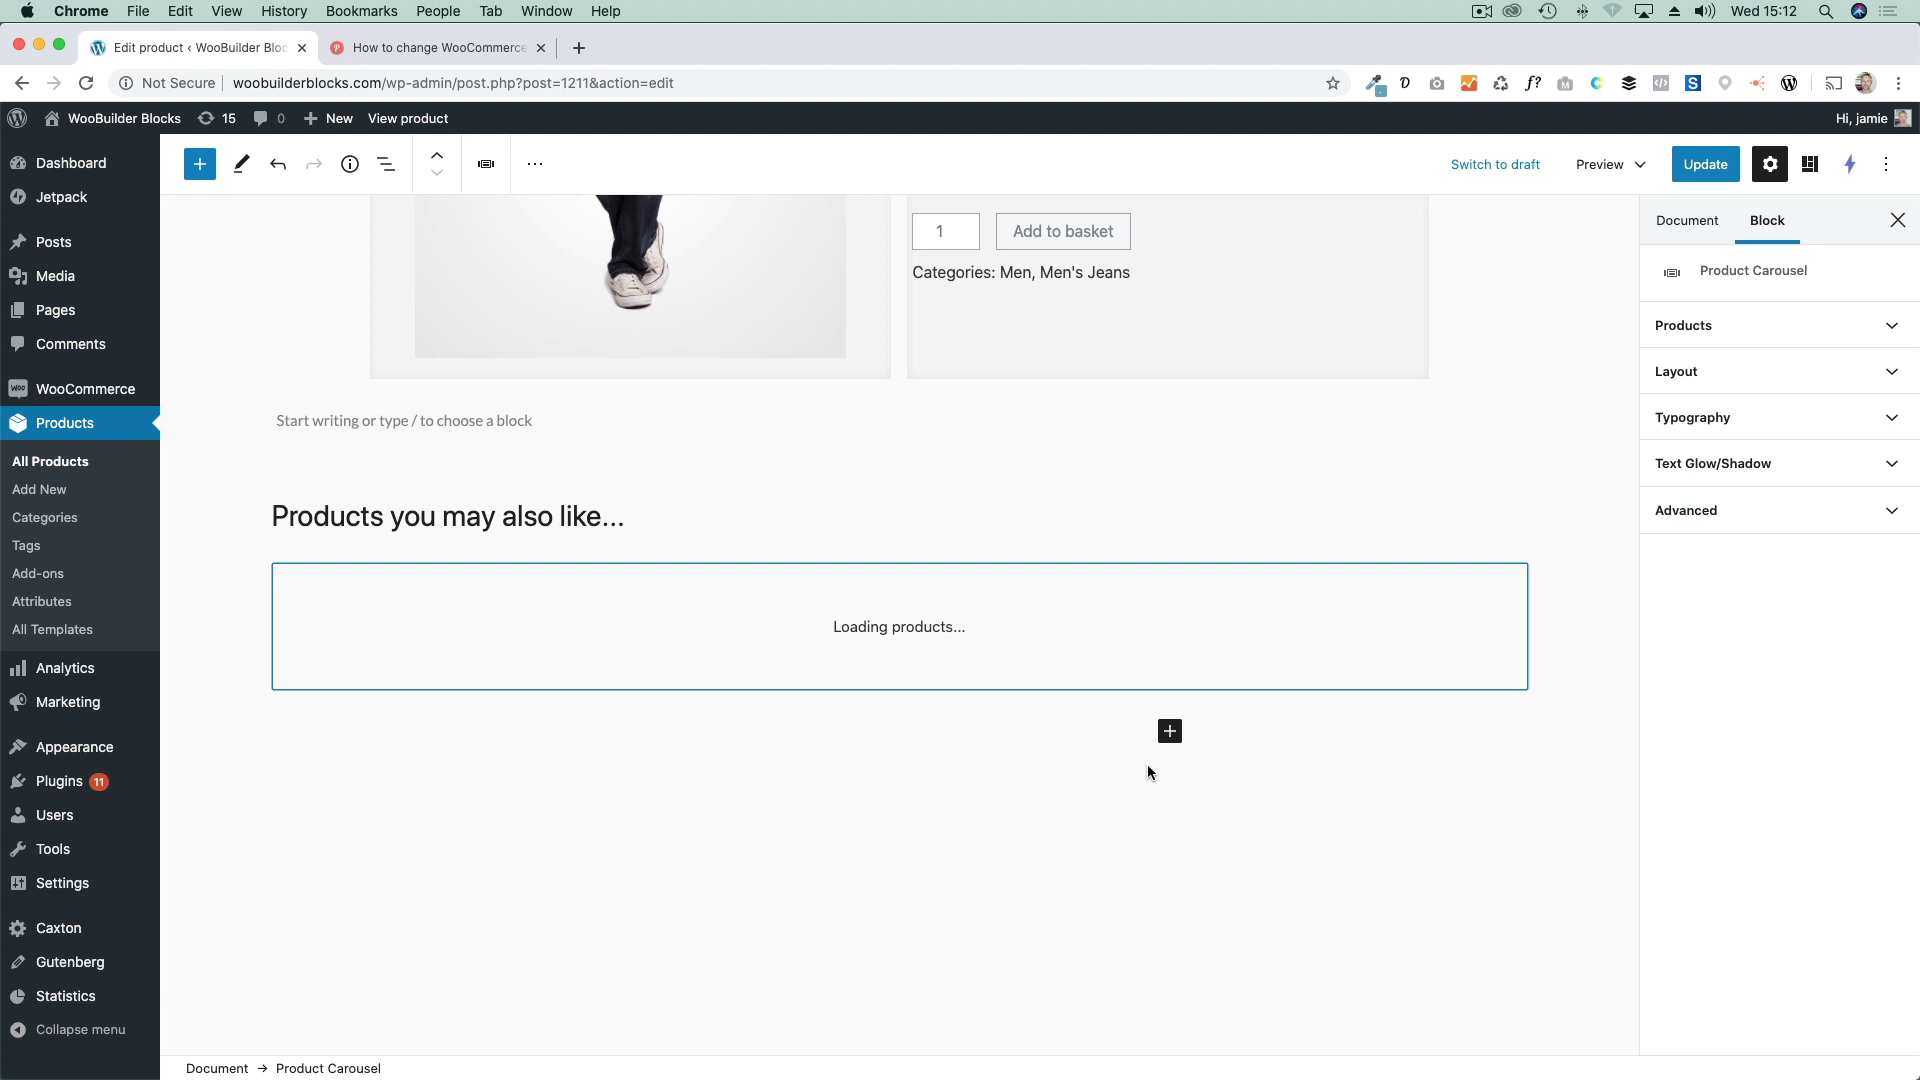 Chrome File Edit View History Bookmarks People Tab Window Help Wed 15:12
Edit product ‹ WooBuilder Bloc How to change WooCommerce
Not Secure woobuilderblocks.com/wp-admin/post.php?post=1211&action=edit
WooBuilder Blocks 15 0 New View product Hi, jamie
Switch to draft Preview Update
Dashboard
Jetpack
Posts
Media
Pages
Comments
WooCommerce
Products
All Products
Add New
Categories
Tags
Add-ons
Attributes
All Templates
Analytics
Marketing
Appearance
Plugins 11
Users
Tools
Settings
Caxton
Gutenberg
Statistics
Collapse menu
1 Add to basket
Categories: Men, Men's Jeans
Start writing or type / to choose a block
Products you may also like...
Loading products...
Document Block
Product Carousel
Products
Layout
Typography
Text Glow/Shadow
Advanced
Document → Product Carousel